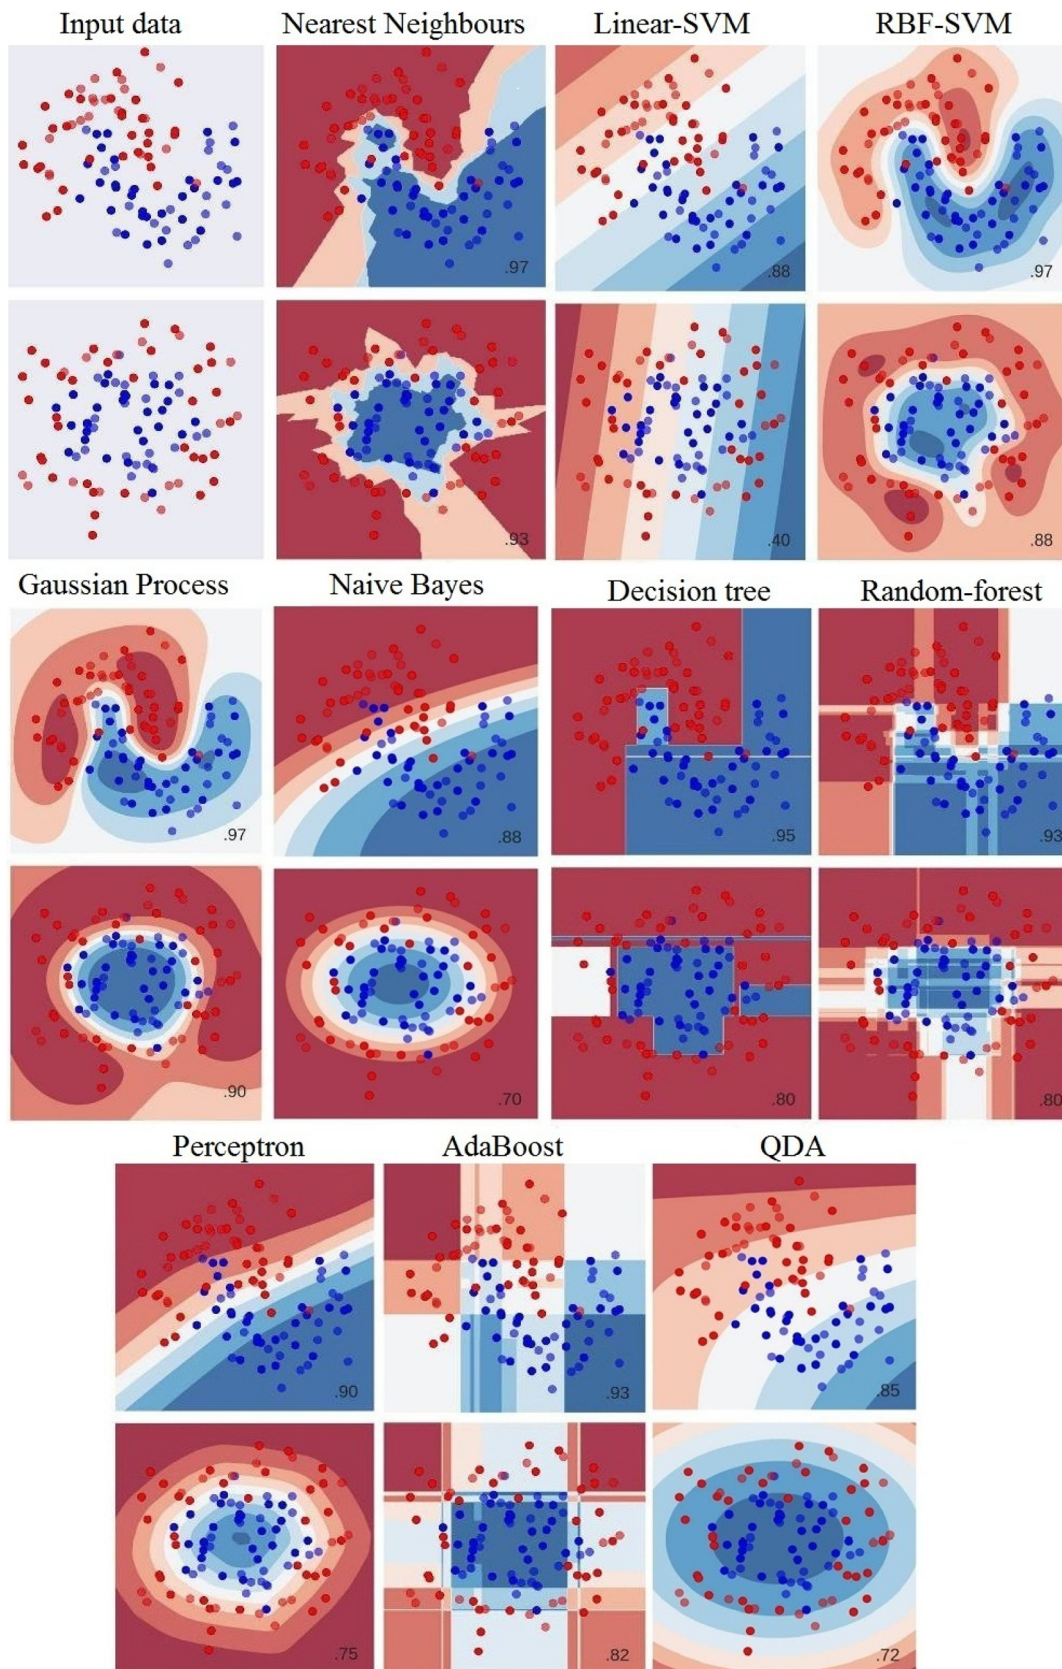 Input data Nearest Neighbours Linear-SVM RBF-SVM
.97 .88 .97
.93 .40 .88
Gaussian Process Naive Bayes Decision tree Random-forest
.97 .88 .95 .93
.90 .70 .80 .80
Perceptron AdaBoost QDA
.90 .93 .85
.75 .82 .72